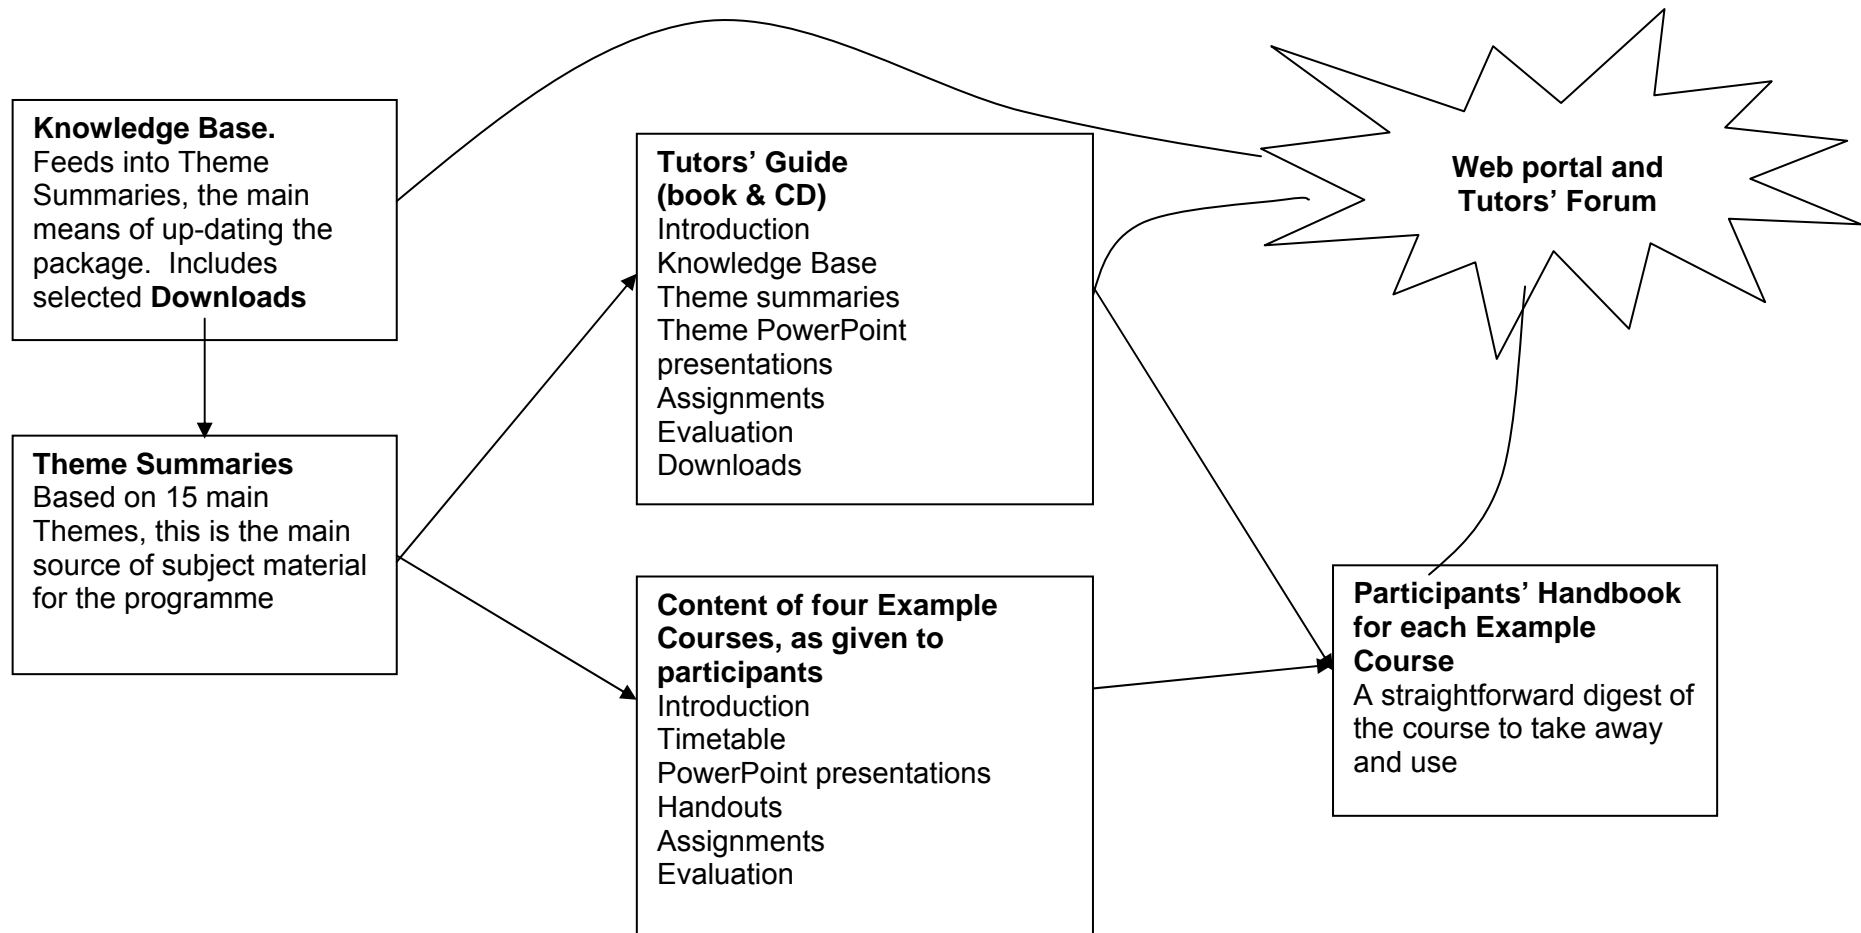 Knowledge Base.
Feeds into Theme
Summaries, the main
means of up-dating the
package.  Includes
selected Downloads
Theme Summaries
Based on 15 main
Themes, this is the main
source of subject material
for the programme
Tutors’ Guide
(book & CD)
Introduction
Knowledge Base
Theme summaries
Theme PowerPoint
presentations
Assignments
Evaluation
Downloads
Content of four Example
Courses, as given to
participants
Introduction
Timetable
PowerPoint presentations
Handouts
Assignments
Evaluation
Web portal and
Tutors’ Forum
Participants’ Handbook
for each Example
Course
A straightforward digest of
the course to take away
and use